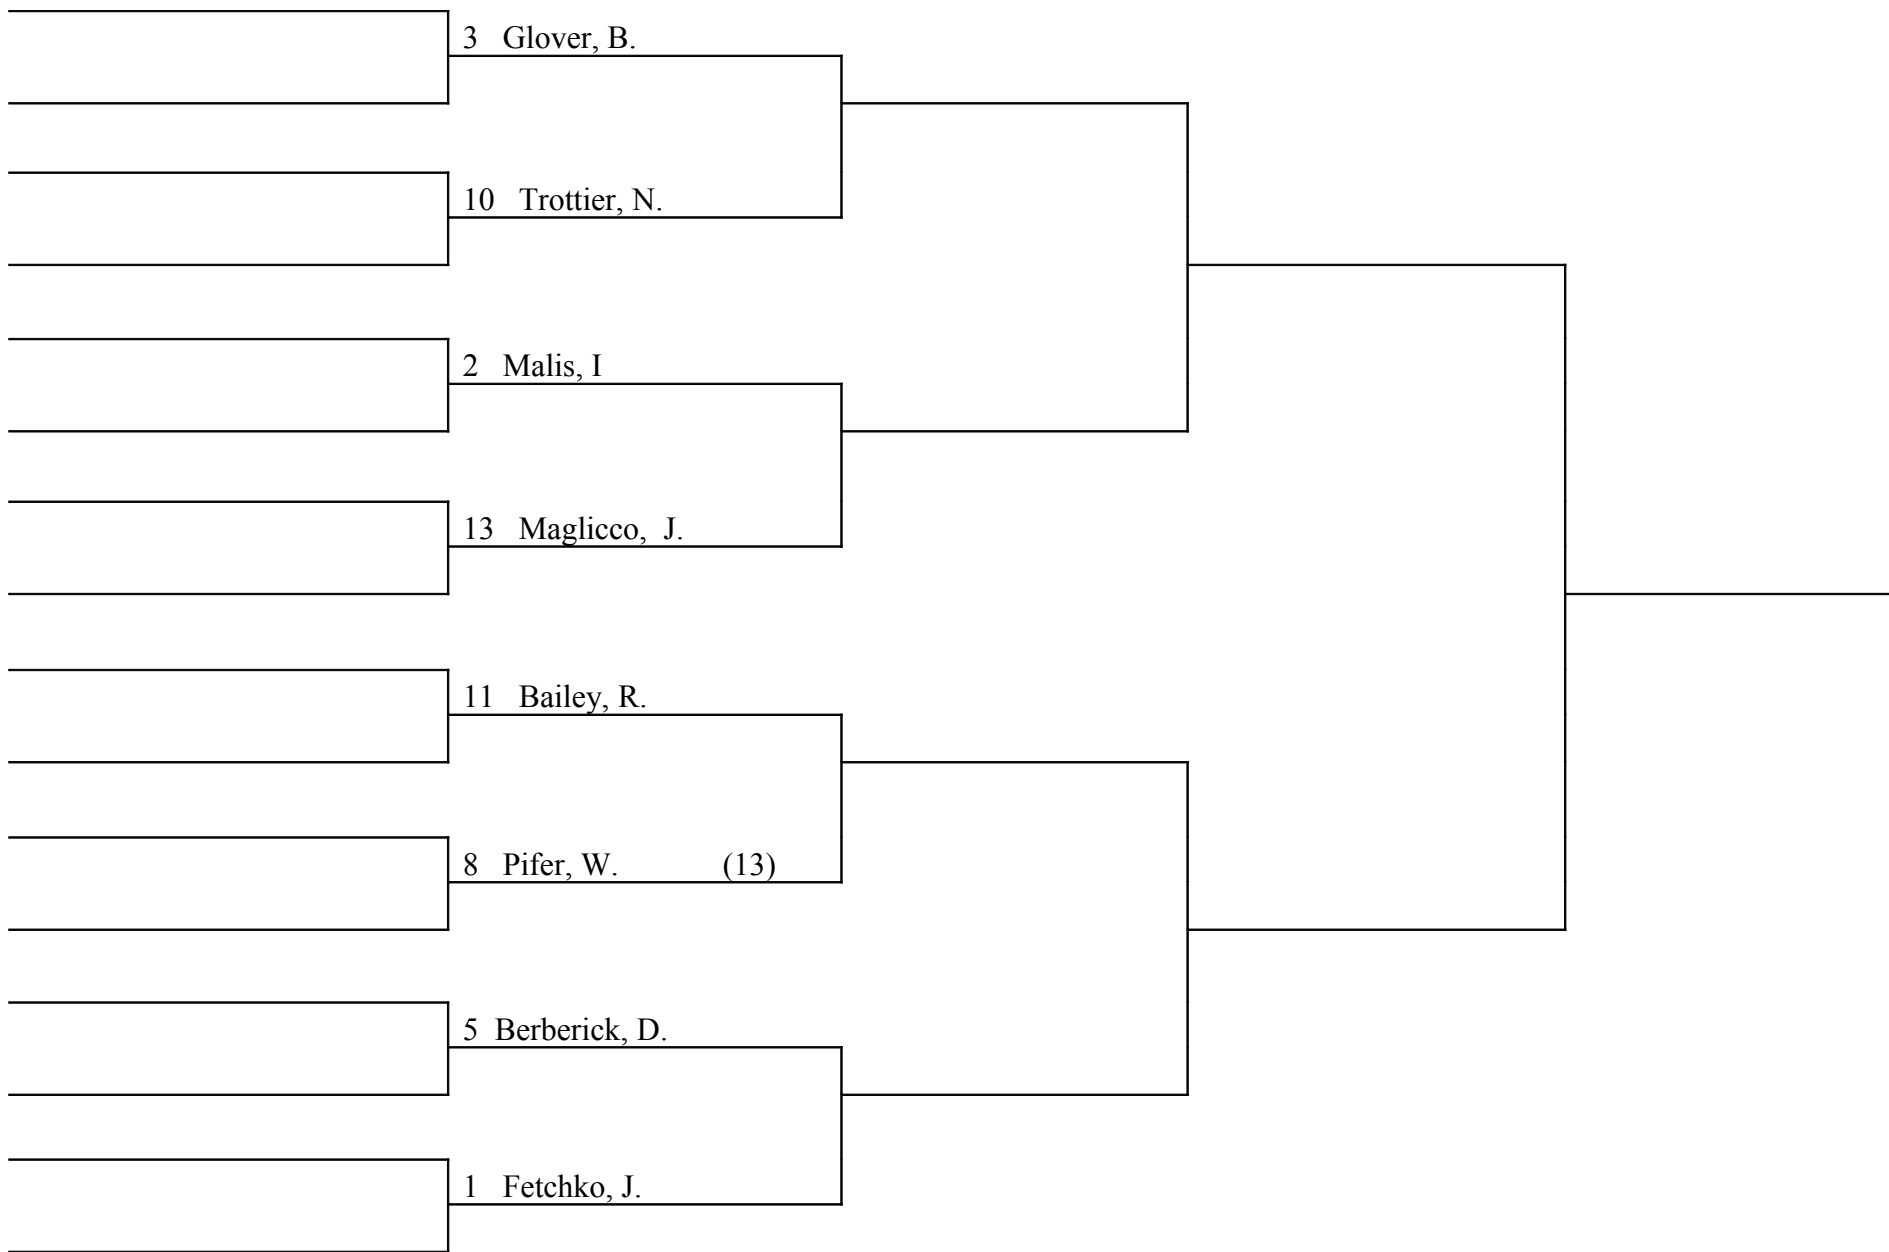 3 Glover, B.
10 Trottier, N.
2 Malis, I
13 Maglicco, J.
11 Bailey, R.
8 Pifer, W. (13)
5 Berberick, D.
1 Fetchko, J.